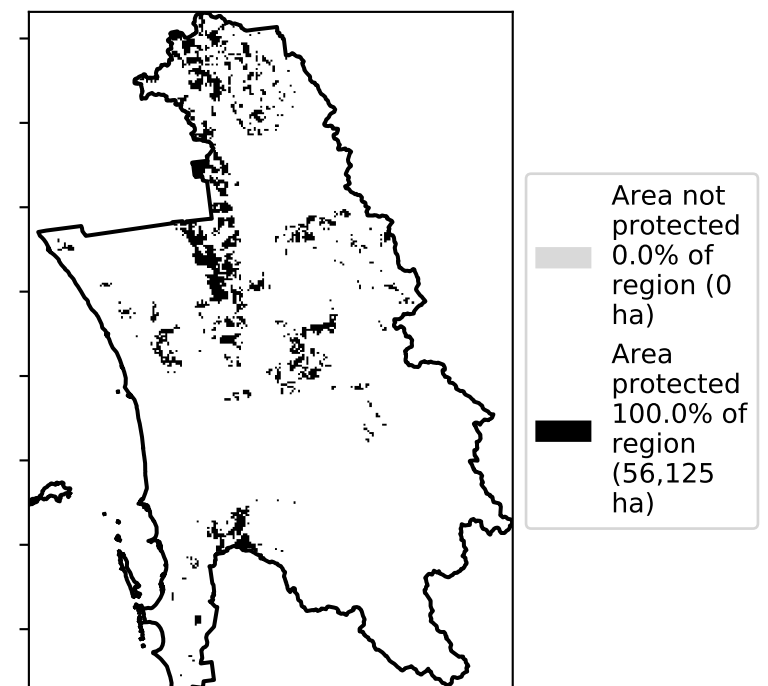 Area not
protected
0.0% of
region (0
ha)
Area
protected
100.0% of
region
(56,125
ha)